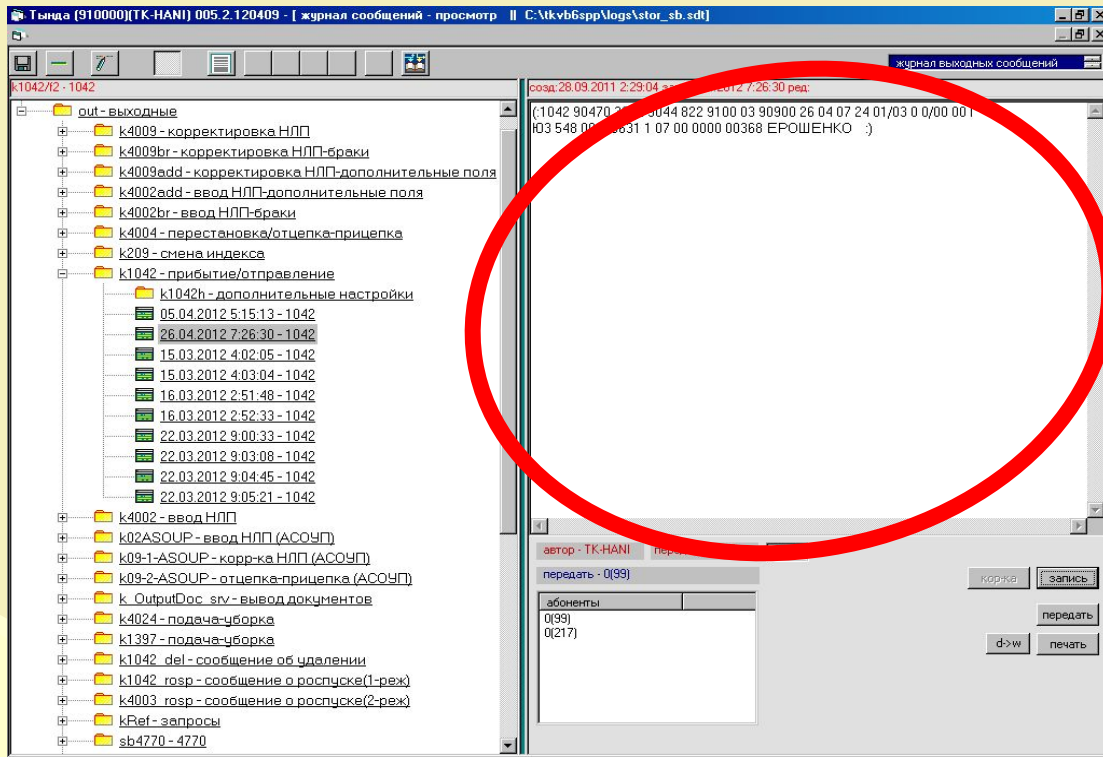 Тында (910000)(TK-HANI) 005.2.120409 - [ журнал сообщений - просмотр || C:\tkvb6spp\logs\stor_sb.sdt]
журнал выходных сообщений
k1042/f2 - 1042
out - выходные
k4009 - корректировка НЛП
k4009br - корректировка НЛП-браки
k4009add - корректировка НЛП-дополнительные поля
k4002add - ввод НЛП-дополнительные поля
k4002br - ввод НЛП-браки
k4004 - перестановка/отцепка-прицепка
k209 - смена индекса
k1042 - прибытие/отправление
k1042h - дополнительные настройки
05.04.2012 5:15:13 - 1042
26.04.2012 7:26:30 - 1042
15.03.2012 4:02:05 - 1042
15.03.2012 4:03:04 - 1042
16.03.2012 2:51:48 - 1042
16.03.2012 2:52:33 - 1042
22.03.2012 9:00:33 - 1042
22.03.2012 9:03:08 - 1042
22.03.2012 9:04:45 - 1042
22.03.2012 9:05:21 - 1042
k4002 - ввод НЛП
k02ASOUP - ввод НЛП (АСОУП)
k09-1-ASOUP - корр-ка НЛП (АСОУП)
k09-2-ASOUP - отцепка-прицепка (АСОУП)
k_OutputDoc_srv - вывод документов
k4024 - подача-уборка
k1397 - подача-уборка
k1042_del - сообщение об удалении
k1042_rosp - сообщение о роспуске(1-реж)
k4003_rosp - сообщение о роспуске(2-реж)
kRef - запросы
sb4770 - 4770
созд:28.09.2011 2:29:04 7:26:30 ред:
(:1042 90470 822 9100 03 90900 26 04 07 24 01/03 0 0/00 00
548 1 07 00 0000 00368 ЕРОШЕНКО :)
автор - TK-HANI
передать - 0(99)
абоненты
0(99)
0(217)
кор-ка
запись
передать
d->w
печать